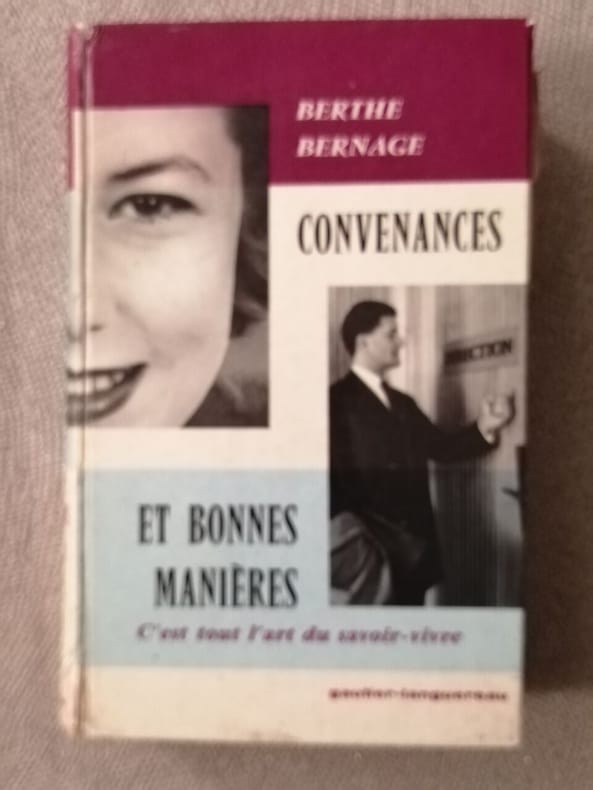 BERTHE
BERNAGE
CONVENANCES
DIRECTION
ET BONNES
MANIÈRES
C'est tout l'art du savoir-vivre
gautier-languereau